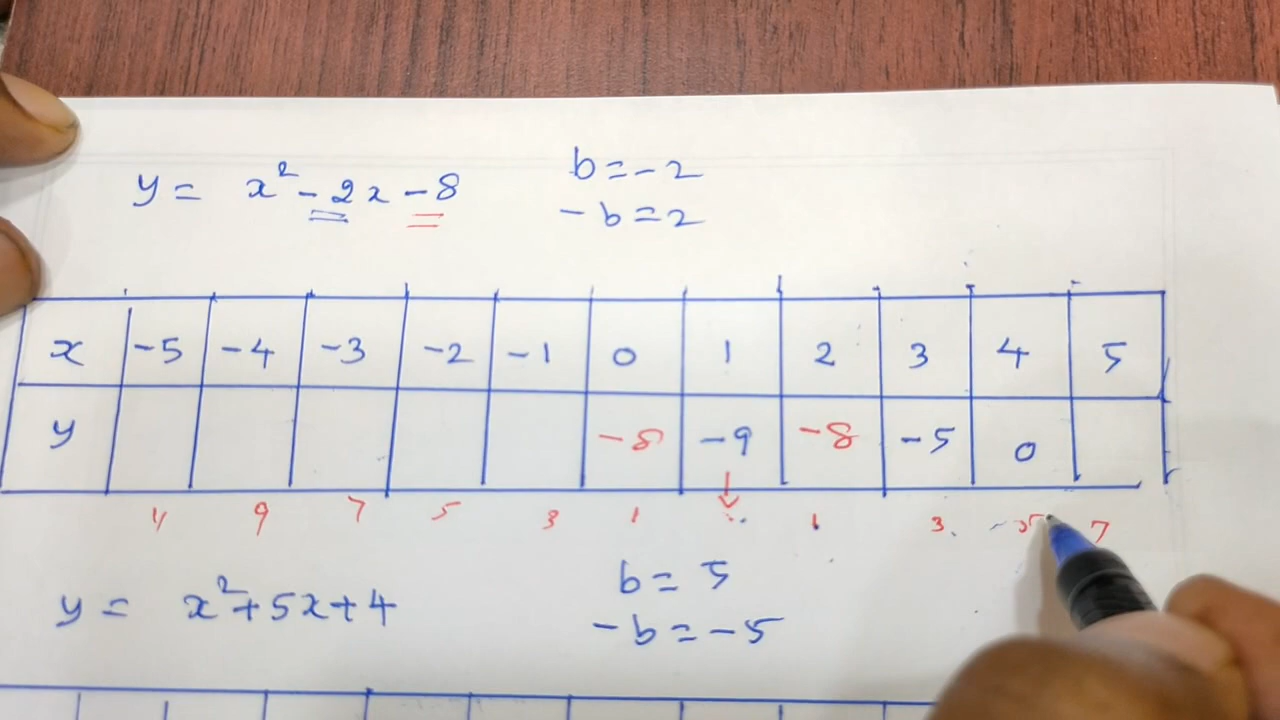 y = x² - 2x - 8 b = -2
- b = 2
x -5 -4 -3 -2 -1 0 1 2 3 4 5
y -8 -9 -8 -5 0
9 7 5 3 1 1 3 5 7
y = x² + 5x + 4 b = 5
- b = -5